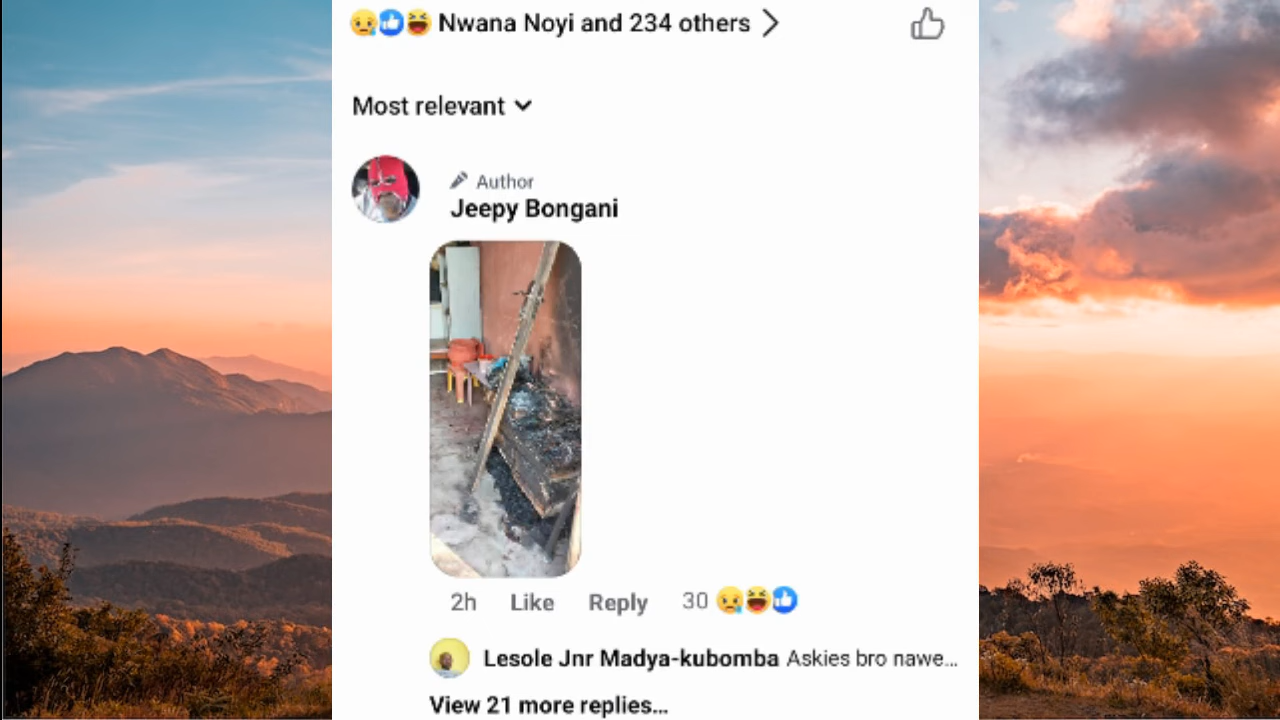 Nwana Noyi and 234 others
Most relevant
Author
Jeepy Bongani
2h Like Reply 30
Lesole Jnr Madya-kubomba Askies bro nawe...
View 21 more replies...